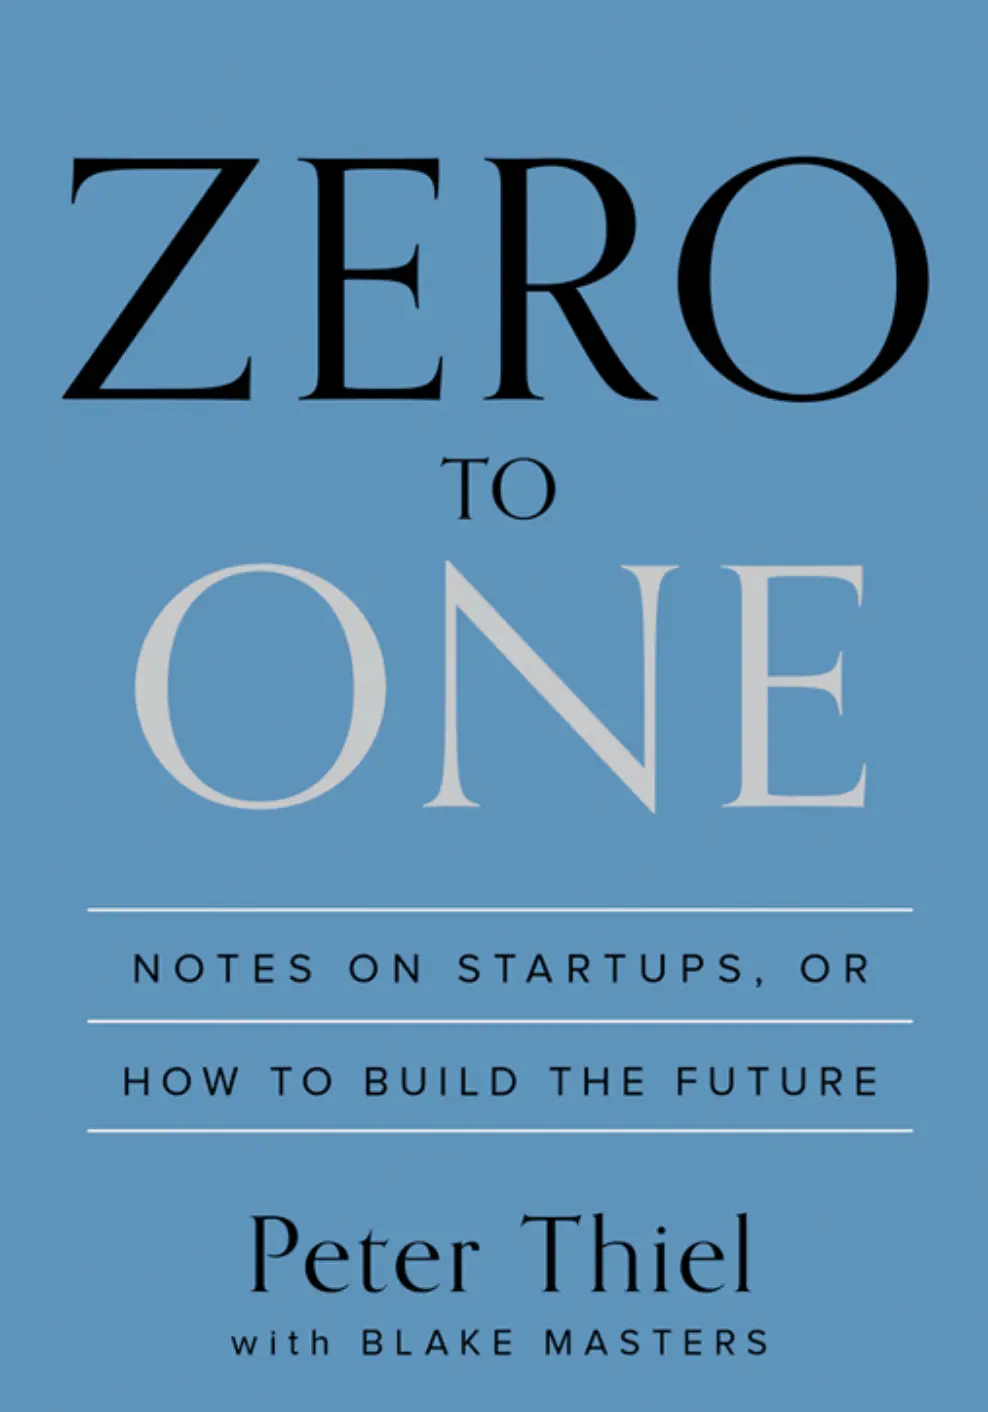 ZERO
TO
ONE
NOTES ON STARTUPS, OR
HOW TO BUILD THE FUTURE
Peter Thiel
with BLAKE MASTERS